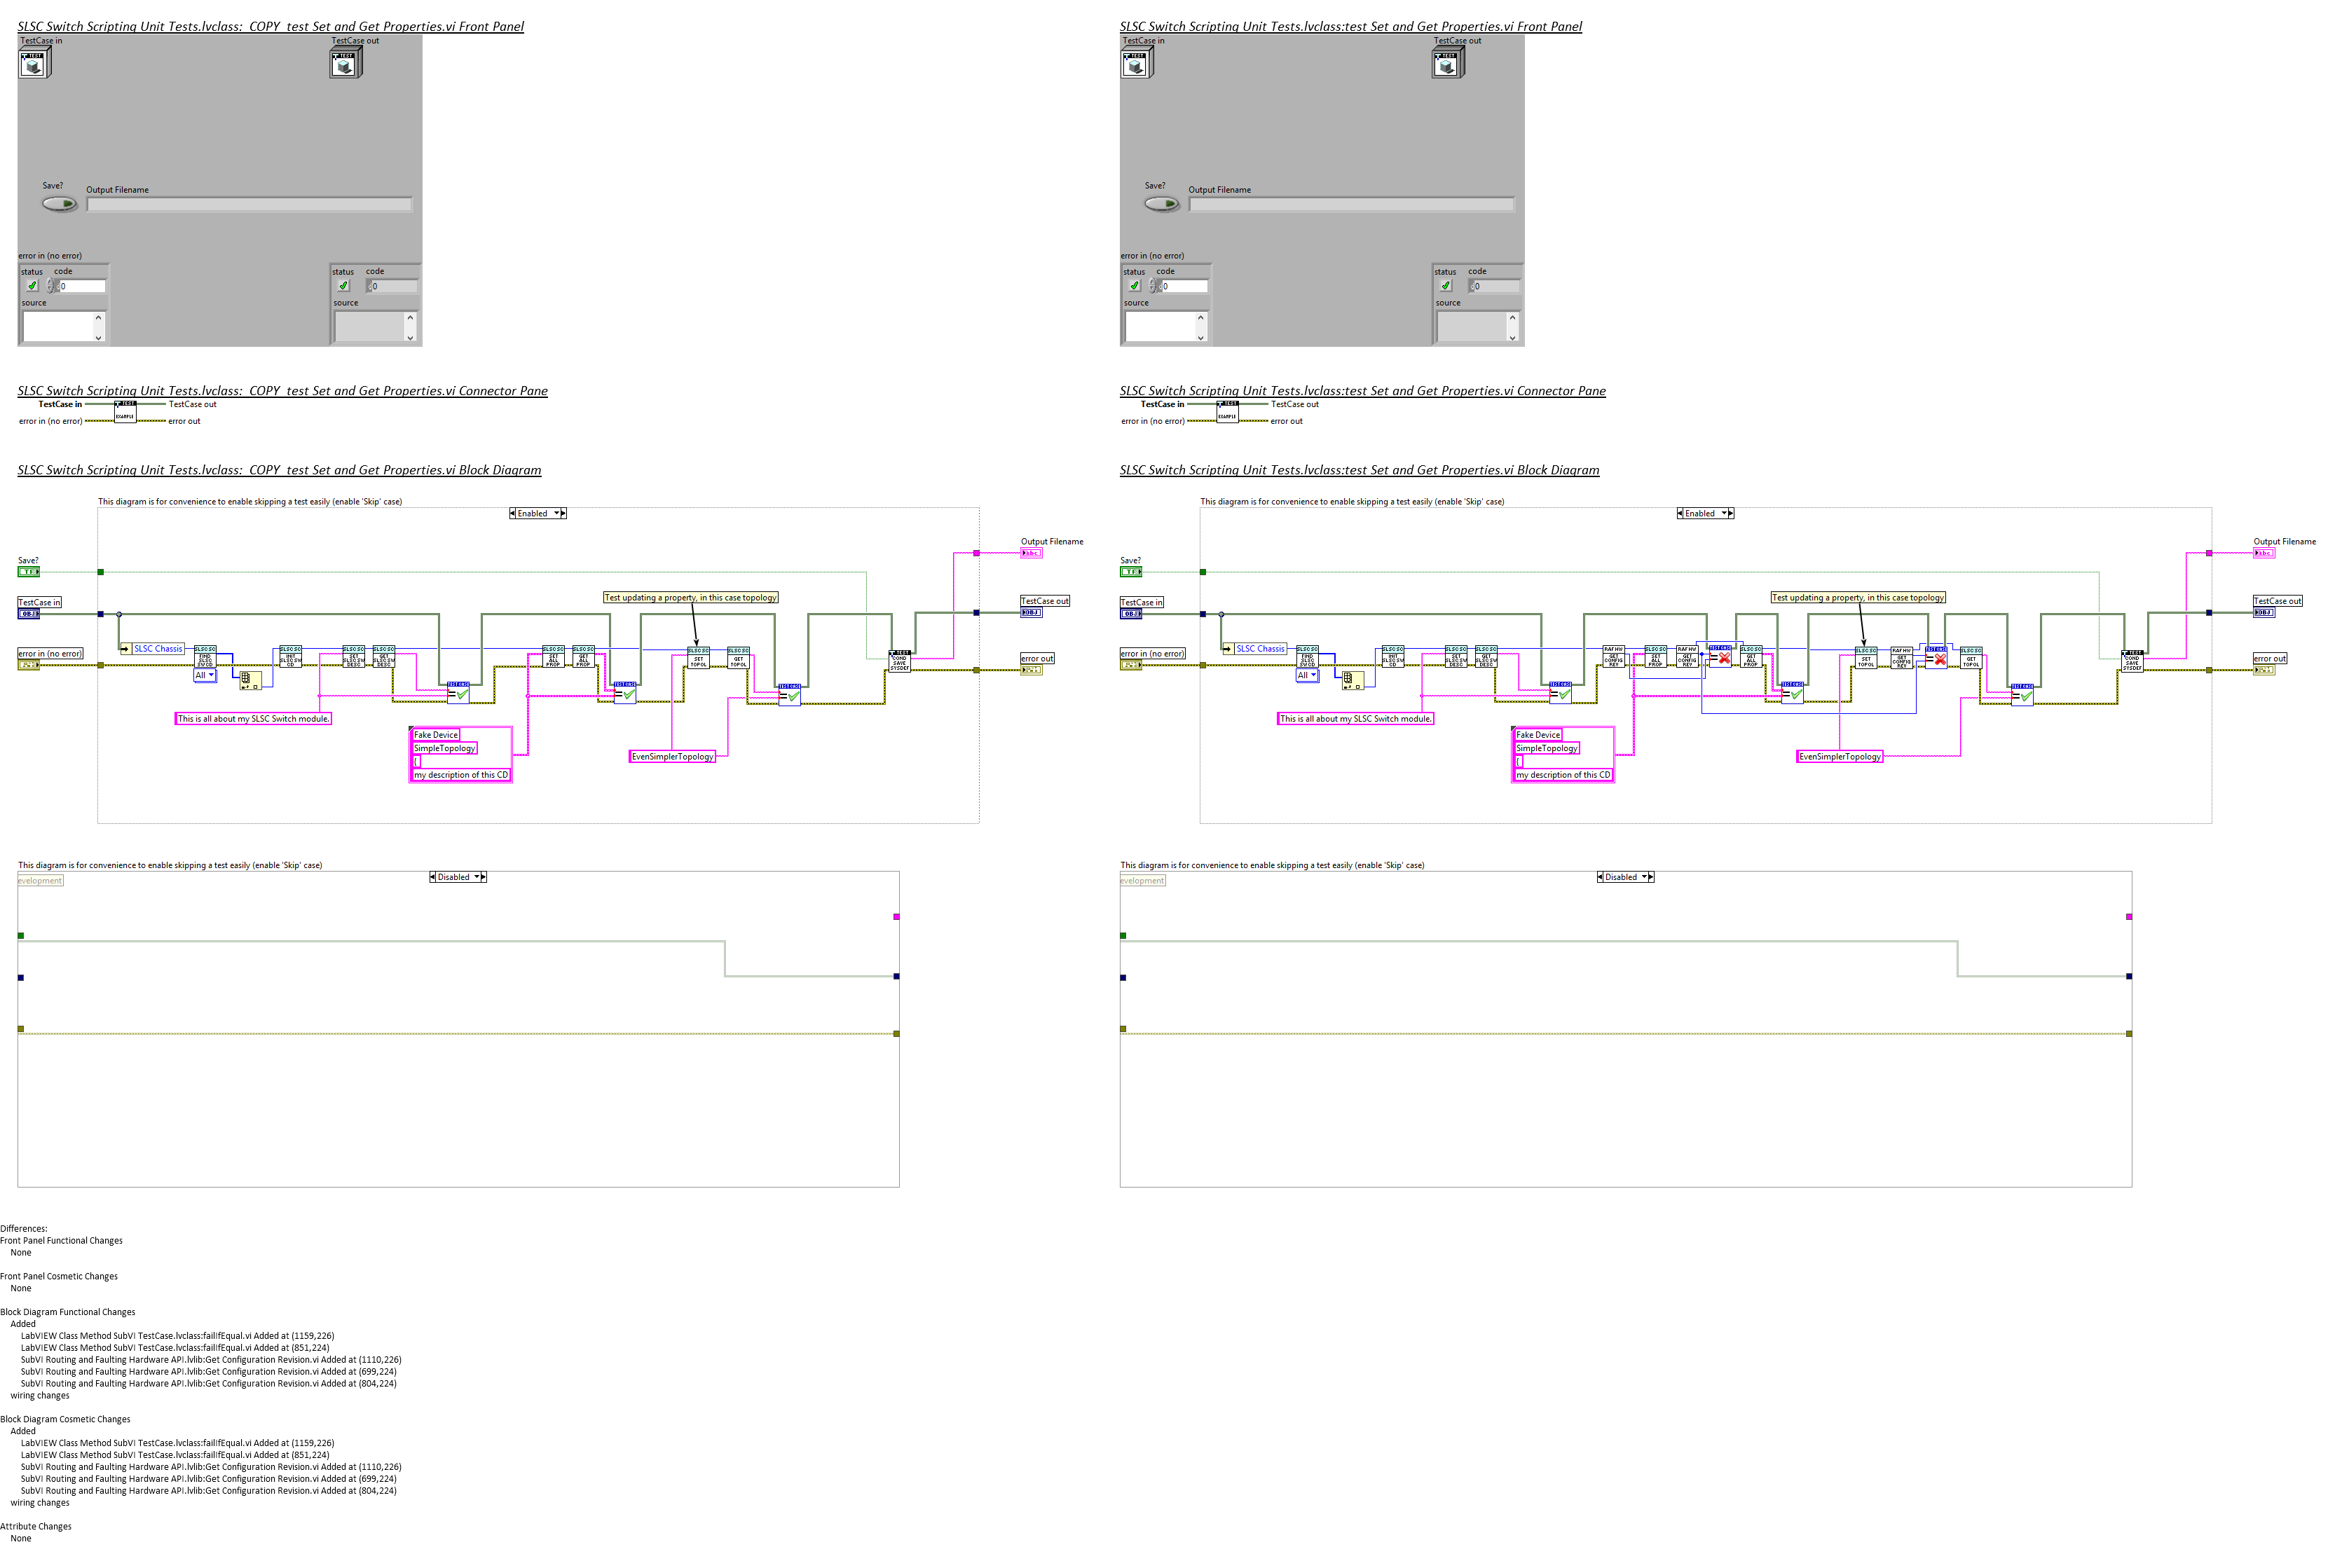 SLSC Switch Scripting Unit Tests.lvclass:_COPY_test Set and Get Properties.vi Front Panel
TestCase in
TestCase out
Save?
Output Filename
error in (no error)
status code
0
source
status code
0
source
SLSC Switch Scripting Unit Tests.lvclass:_COPY_test Set and Get Properties.vi Connector Pane
TestCase in TestCase out
error in (no error) error out
SLSC Switch Scripting Unit Tests.lvclass:_COPY_test Set and Get Properties.vi Block Diagram
This diagram is for convenience to enable skipping a test easily (enable 'Skip' case)
Enabled
Output Filename
abc
Save?
TF
Test updating a property, in this case topology
TestCase in
OBJ
TestCase out
OBJ
SLSC Chassis
error in (no error)
error out
All
This is all about my SLSC Switch module.
Fake Device
SimpleTopology
{
my description of this CD
EvenSimplerTopology
This diagram is for convenience to enable skipping a test easily (enable 'Skip' case)
evelopment
Disabled
SLSC Switch Scripting Unit Tests.lvclass:test Set and Get Properties.vi Front Panel
TestCase in
TestCase out
Save?
Output Filename
error in (no error)
status code
0
source
status code
0
source
SLSC Switch Scripting Unit Tests.lvclass:test Set and Get Properties.vi Connector Pane
TestCase in TestCase out
error in (no error) error out
SLSC Switch Scripting Unit Tests.lvclass:test Set and Get Properties.vi Block Diagram
This diagram is for convenience to enable skipping a test easily (enable 'Skip' case)
Enabled
Output Filename
abc
Save?
TF
Test updating a property, in this case topology
TestCase in
OBJ
TestCase out
OBJ
SLSC Chassis
error in (no error)
error out
All
This is all about my SLSC Switch module.
Fake Device
SimpleTopology
{
my description of this CD
EvenSimplerTopology
This diagram is for convenience to enable skipping a test easily (enable 'Skip' case)
evelopment
Disabled
Differences:
Front Panel Functional Changes
None
Front Panel Cosmetic Changes
None
Block Diagram Functional Changes
Added
LabVIEW Class Method SubVI TestCase.lvclass:failIfEqual.vi Added at (1159,226)
LabVIEW Class Method SubVI TestCase.lvclass:failIfEqual.vi Added at (851,224)
SubVI Routing and Faulting Hardware API.lvlib:Get Configuration Revision.vi Added at (1110,226)
SubVI Routing and Faulting Hardware API.lvlib:Get Configuration Revision.vi Added at (699,224)
SubVI Routing and Faulting Hardware API.lvlib:Get Configuration Revision.vi Added at (804,224)
wiring changes
Block Diagram Cosmetic Changes
Added
LabVIEW Class Method SubVI TestCase.lvclass:failIfEqual.vi Added at (1159,226)
LabVIEW Class Method SubVI TestCase.lvclass:failIfEqual.vi Added at (851,224)
SubVI Routing and Faulting Hardware API.lvlib:Get Configuration Revision.vi Added at (1110,226)
SubVI Routing and Faulting Hardware API.lvlib:Get Configuration Revision.vi Added at (699,224)
SubVI Routing and Faulting Hardware API.lvlib:Get Configuration Revision.vi Added at (804,224)
wiring changes
Attribute Changes
None